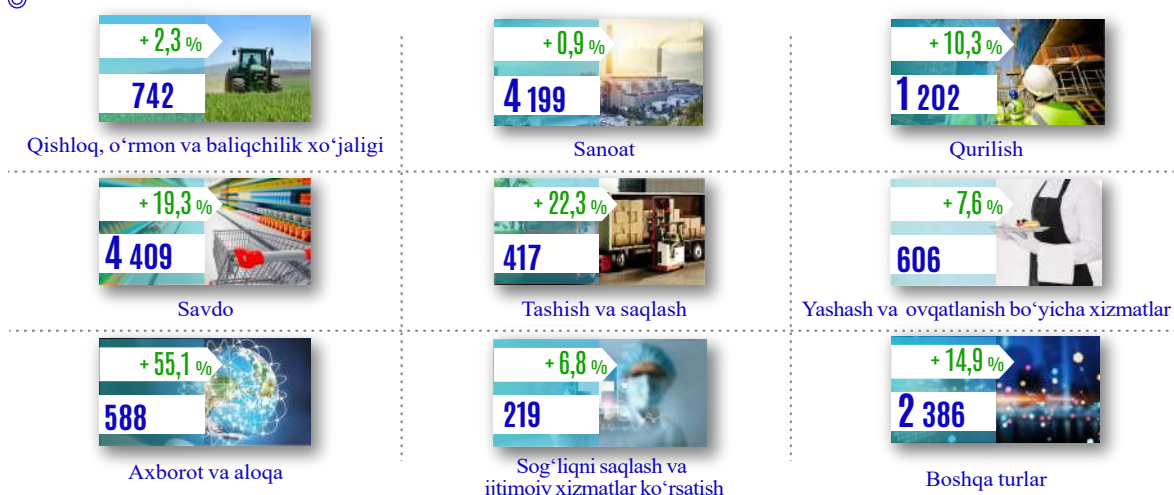 + 2,3 %
742
Qishloq, o‘rmon va baliqchilik xo‘jaligi
+ 0,9 %
4 199
Sanoat
+ 10,3 %
1 202
Qurilish
+ 19,3 %
4 409
Savdo
+ 22,3 %
417
Tashish va saqlash
+ 7,6 %
606
Yashash va ovqatlanish bo‘yicha xizmatlar
+ 55,1 %
588
Axborot va aloqa
+ 6,8 %
219
Sog‘liqni saqlash va
ijtimoiy xizmatlar ko‘rsatish
+ 14,9 %
2 386
Boshqa turlar